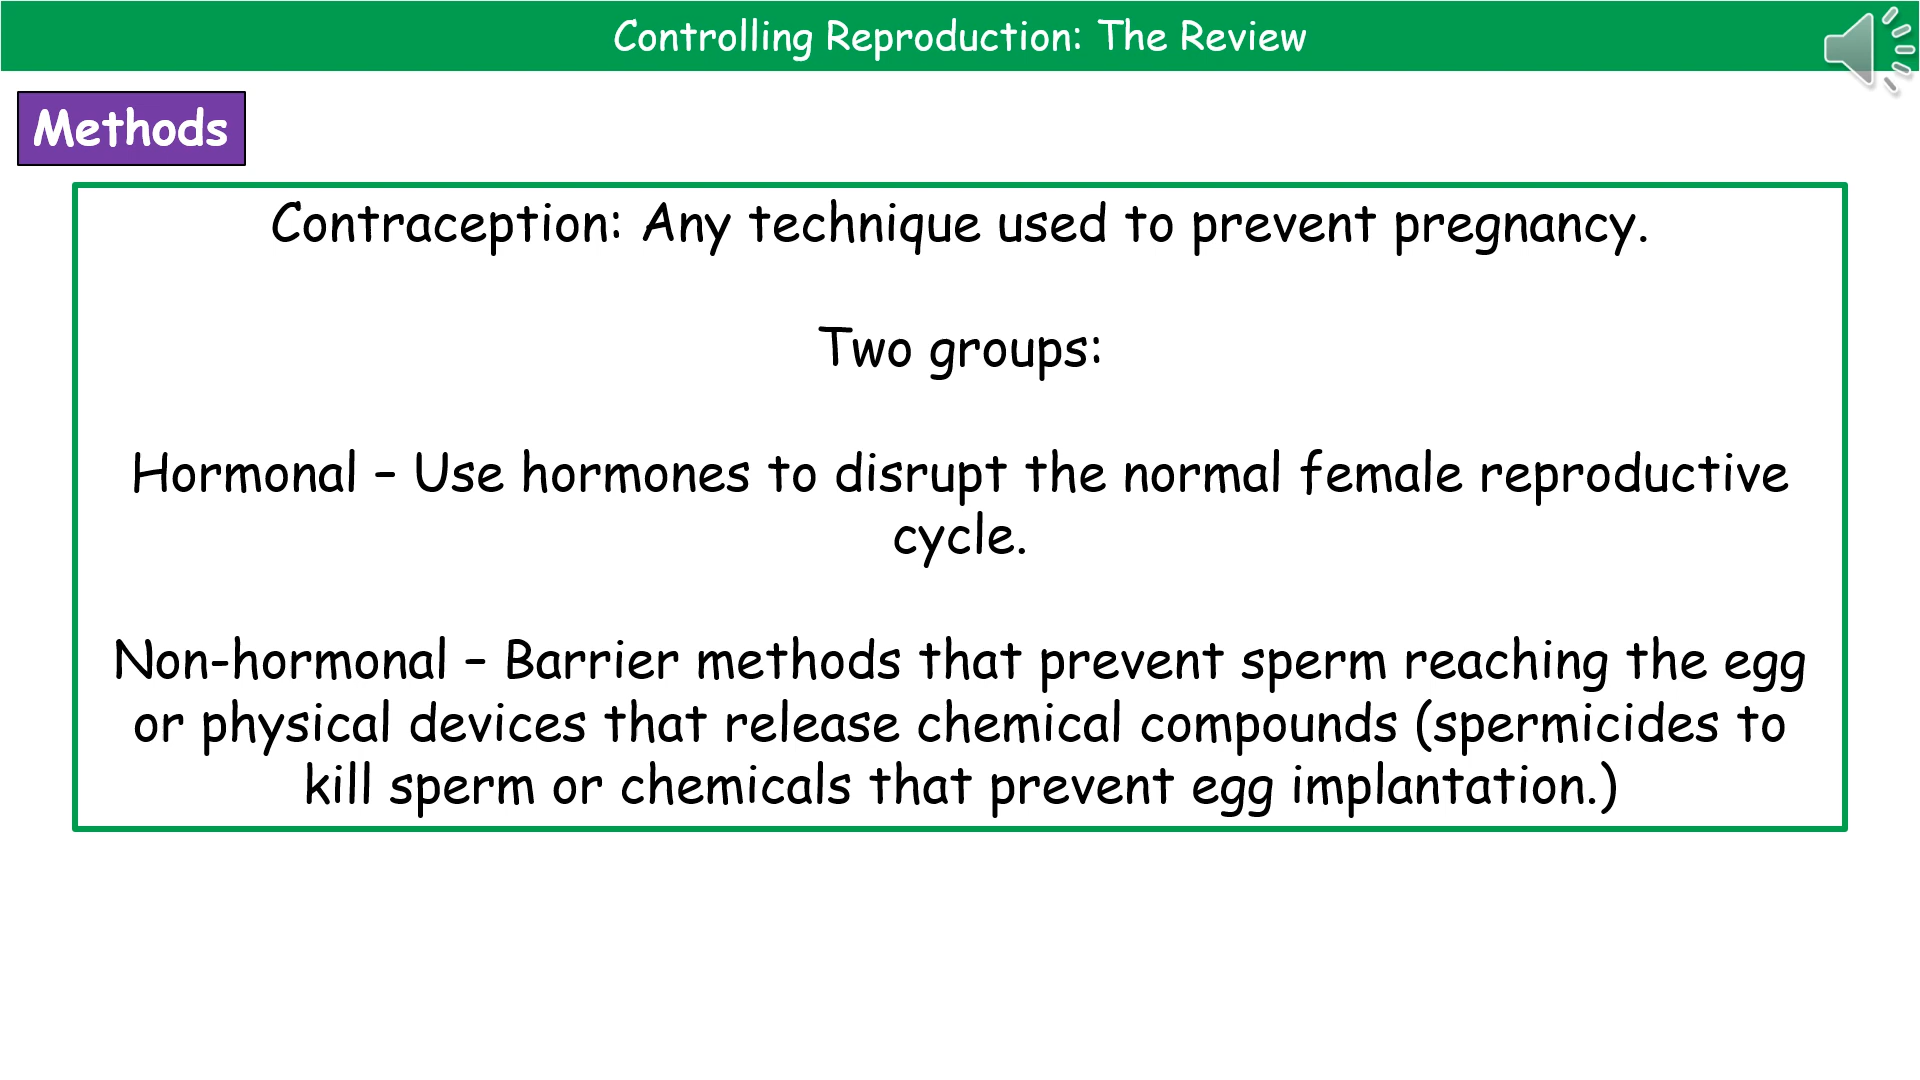 Controlling Reproduction: The Review
Methods
Contraception: Any technique used to prevent pregnancy.
Two groups:
Hormonal – Use hormones to disrupt the normal female reproductive
cycle.
Non-hormonal – Barrier methods that prevent sperm reaching the egg
or physical devices that release chemical compounds (spermicides to
kill sperm or chemicals that prevent egg implantation.)